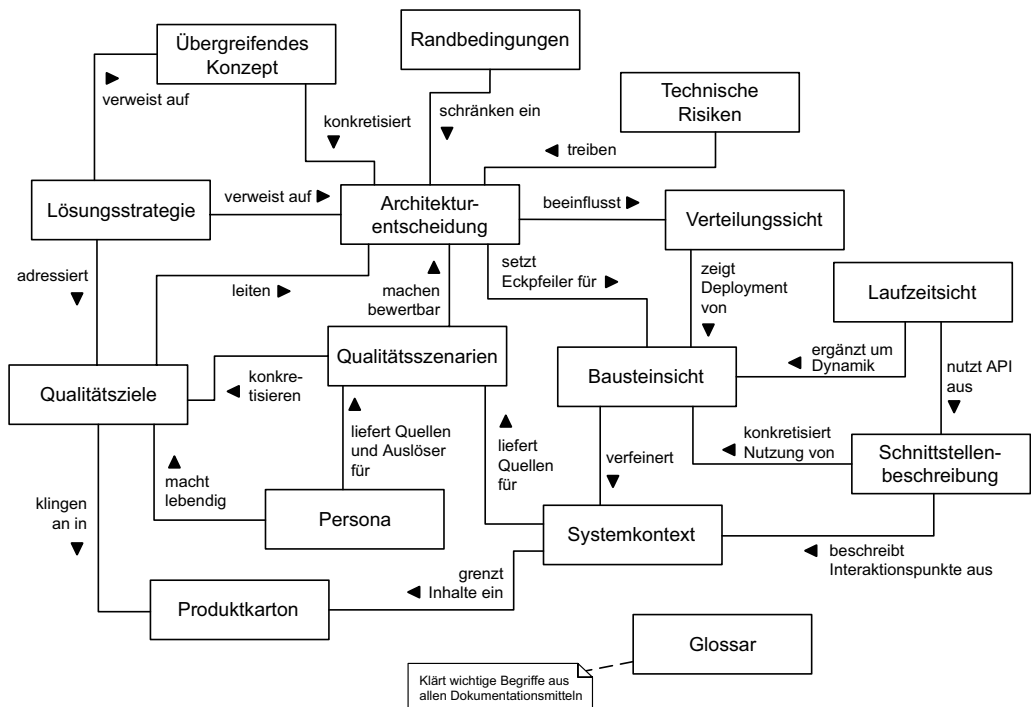 Übergreifendes
Konzept
Randbedingungen
Technische
Risiken
verweist auf
konkretisiert
schränken ein
treiben
Lösungsstrategie
verweist auf
Architektur-
entscheidung
beeinflusst
Verteilungssicht
adressiert
leiten
machen
bewertbar
setzt
Eckpfeiler für
zeigt
Deployment
von
Laufzeitsicht
Qualitätsziele
konkre-
tisieren
Qualitätsszenarien
Bausteinsicht
ergänzt um
Dynamik
nutzt API
aus
liefert Quellen
und Auslöser
für
liefert
Quellen
für
verfeinert
konkretisiert
Nutzung von
Schnittstellen-
beschreibung
klingen
an in
macht
lebendig
Persona
Systemkontext
beschreibt
Interaktionspunkte aus
Produktkarton
grenzt
Inhalte ein
Glossar
Klärt wichtige Begriffe aus
allen Dokumentationsmitteln